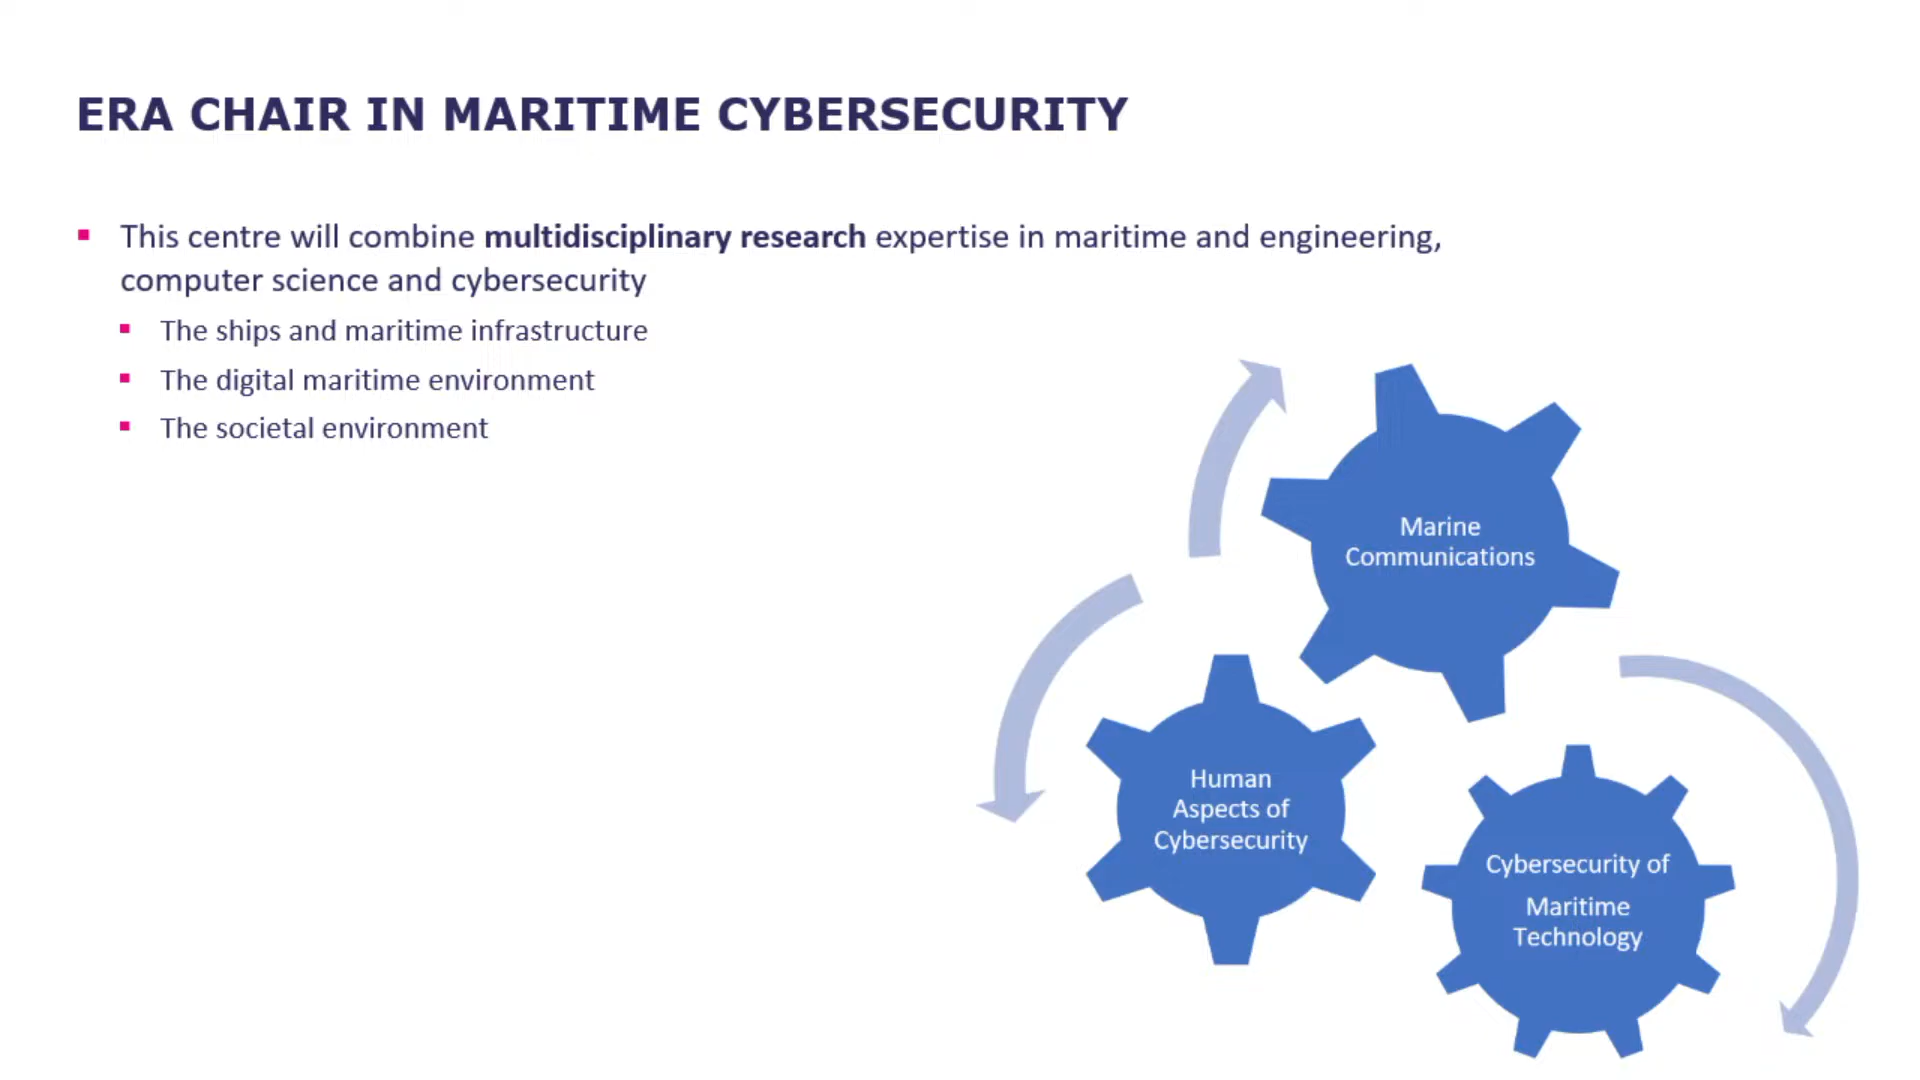 ERA CHAIR IN MARITIME CYBERSECURITY
This centre will combine multidisciplinary research expertise in maritime and engineering,
computer science and cybersecurity
The ships and maritime infrastructure
The digital maritime environment
The societal environment
Marine
Communications
Human
Aspects of
Cybersecurity
Cybersecurity of
Maritime
Technology